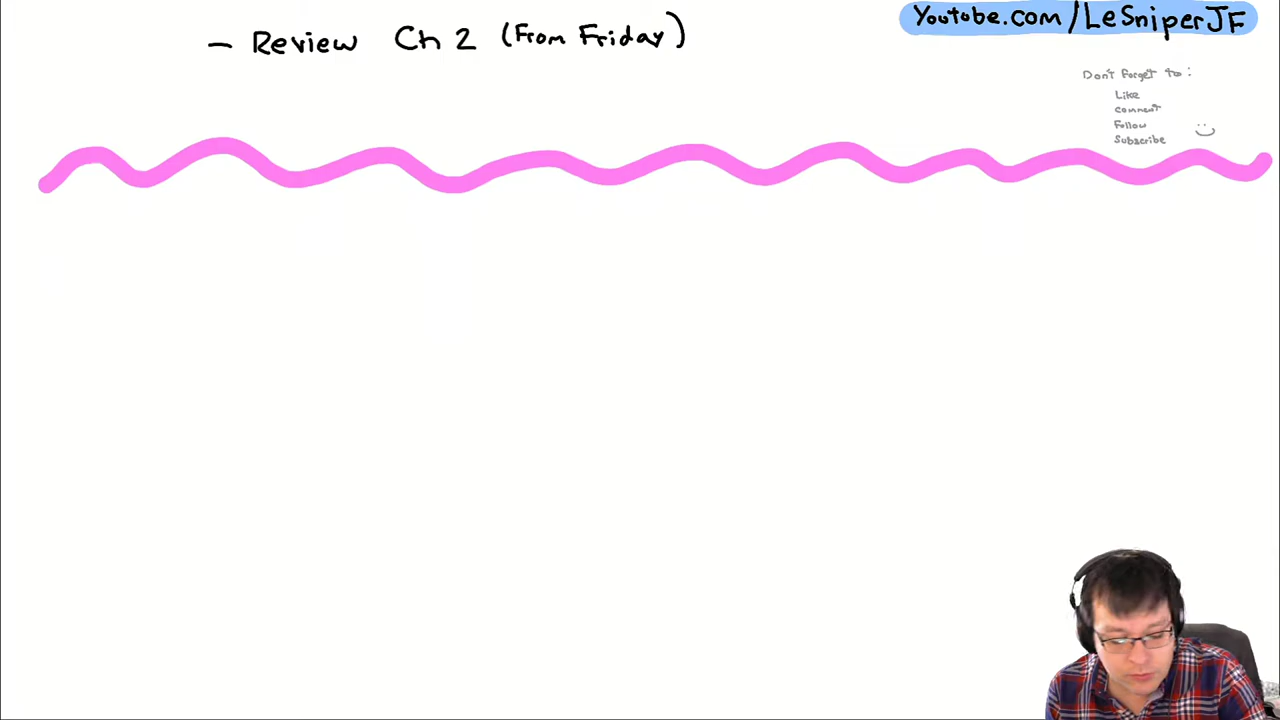 - Review Ch 2 (From Friday)
Youtube.com/LeSniperJF
Don't forget to:
Like
comment
Follow
Subscribe